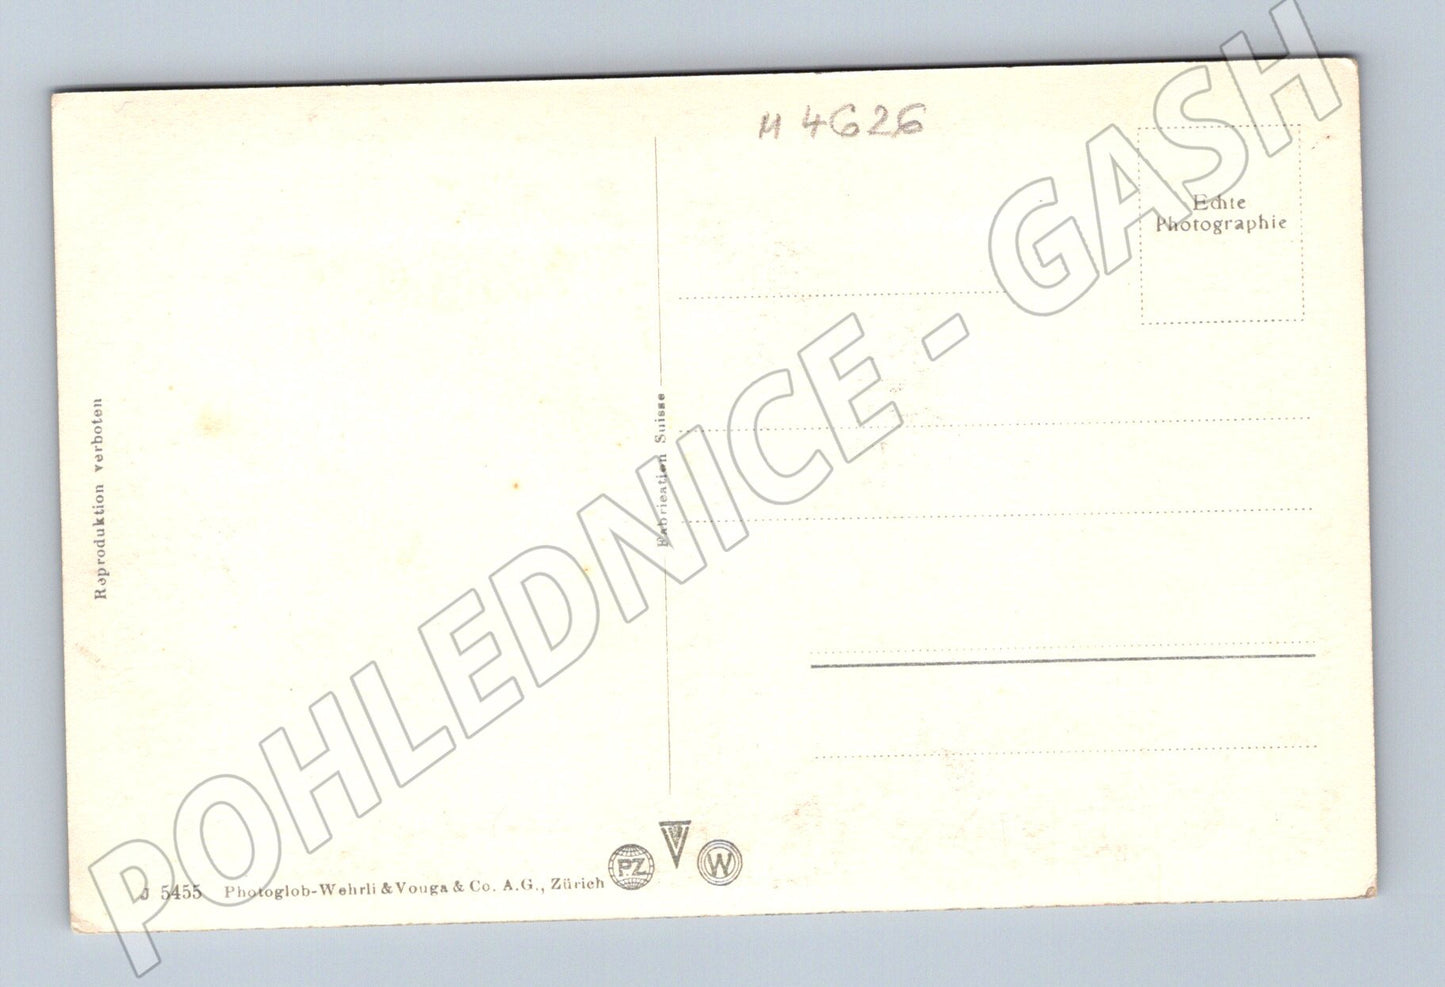 M 4626
Echte
Photographie
Reproduktion verboten
Fabrication Suisse
J 5455 Photoglob-Wehrli & Vouga & Co. A.G., Zürich
PZ
V
W
POHLEDNICE - GASH